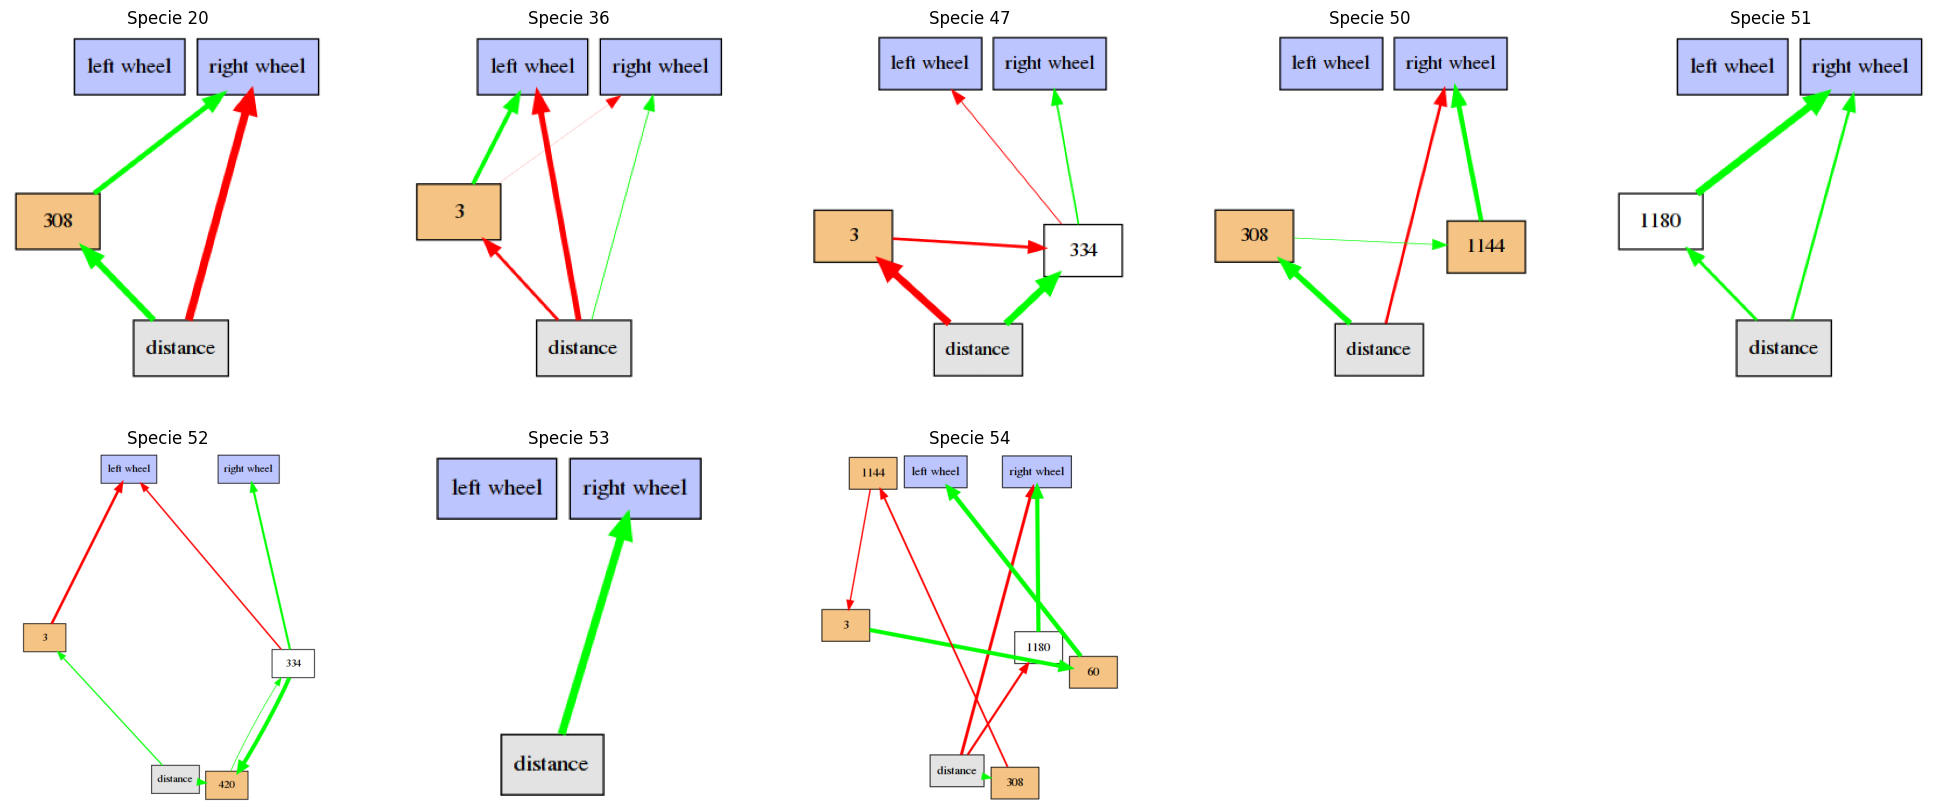 Specie 20
left wheel
right wheel
308
distance
Specie 36
left wheel
right wheel
3
distance
Specie 47
left wheel
right wheel
3
334
distance
Specie 50
left wheel
right wheel
308
1144
distance
Specie 51
left wheel
right wheel
1180
distance
Specie 52
left wheel
right wheel
3
334
distance
420
Specie 53
left wheel
right wheel
distance
Specie 54
1144
left wheel
right wheel
3
1180
60
distance
308